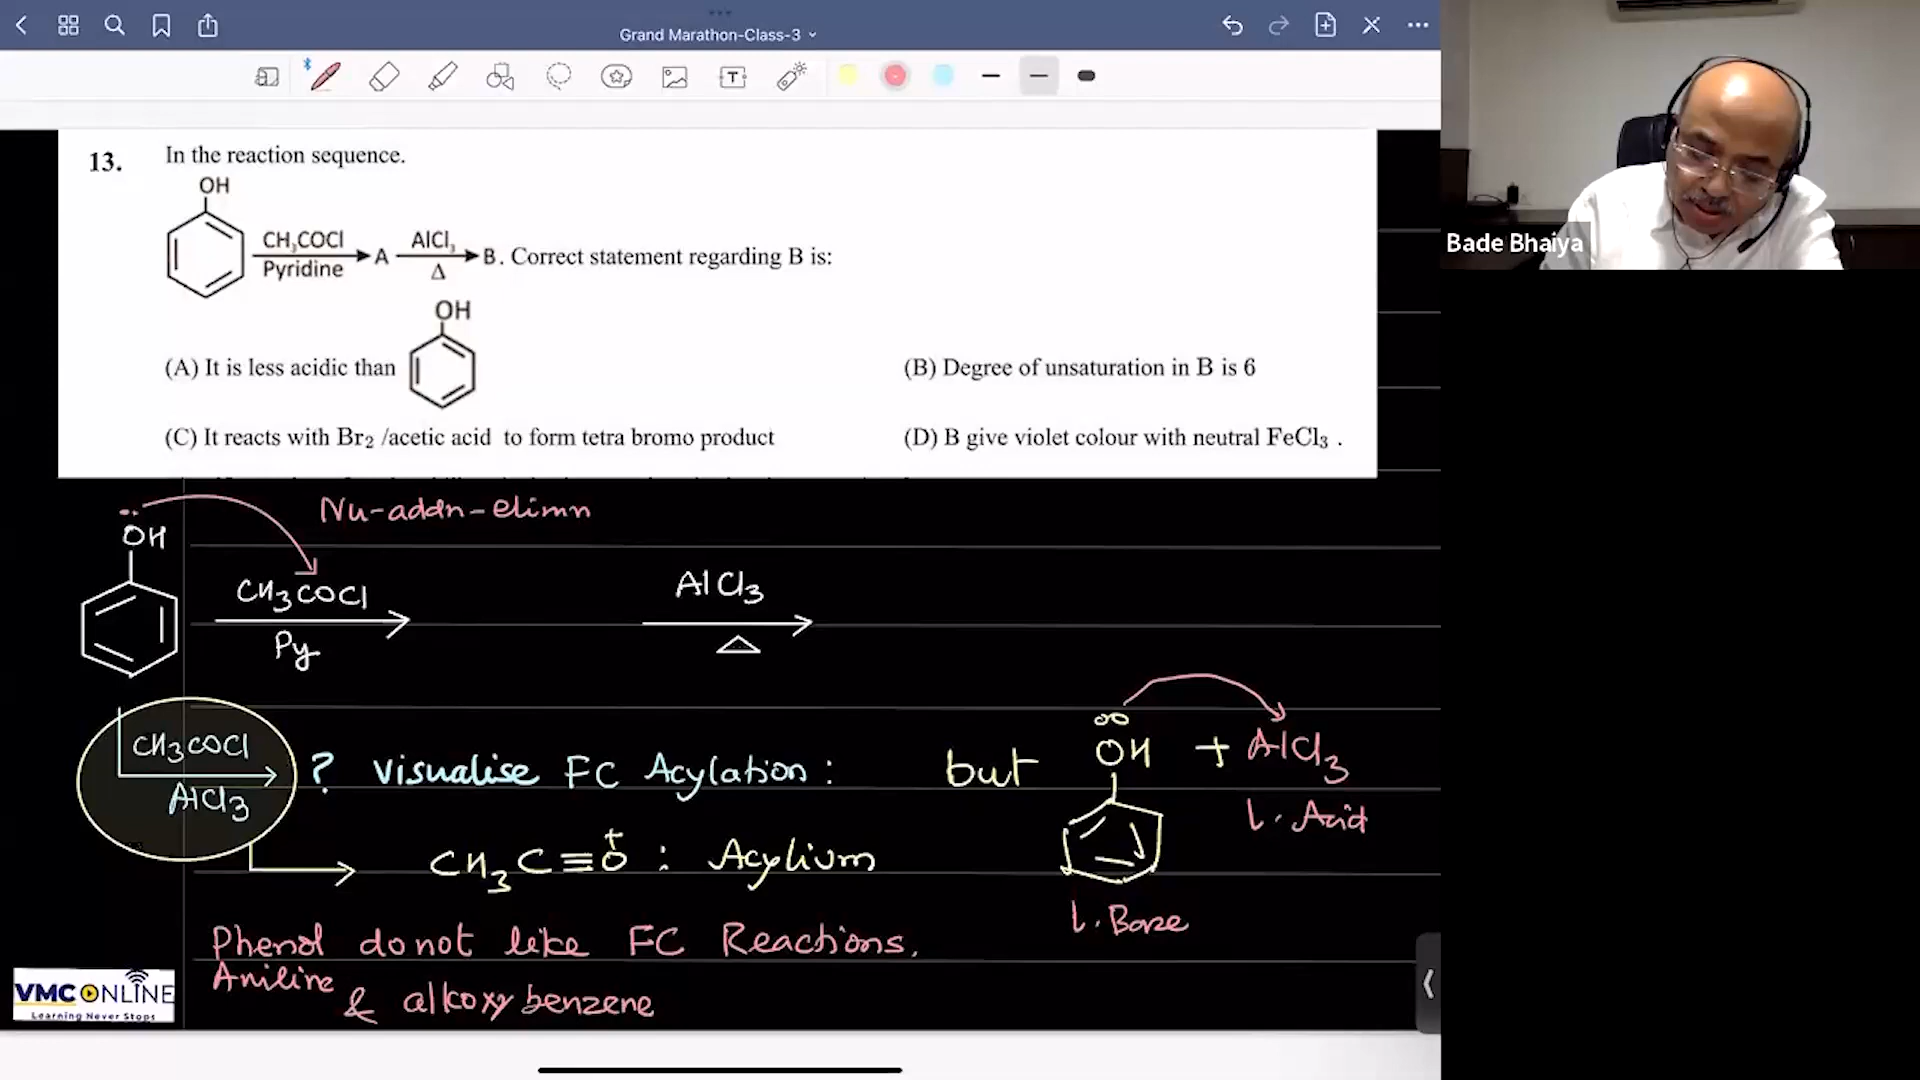 Grand Marathon-Class-3
13. In the reaction sequence.
OH
CH3COCl
Pyridine
A
AlCl3
Δ
B. Correct statement regarding B is:
OH
(A) It is less acidic than
(B) Degree of unsaturation in B is 6
(C) It reacts with Br2 /acetic acid to form tetra bromo product
(D) B give violet colour with neutral FeCl3 .
Nu-addn-elimn
OH
CH3COCl
Py
AlCl3
△
CH3COCl
AlCl3
? Visualise FC Acylation : but
OH + AlCl3
L. Acid
CH3C≡O+ : Acylium
L. Base
Phenol do not like FC Reactions.
Aniline & alkoxy benzene
VMC ONLINE
Learning Never Stops
Bade Bhaiya